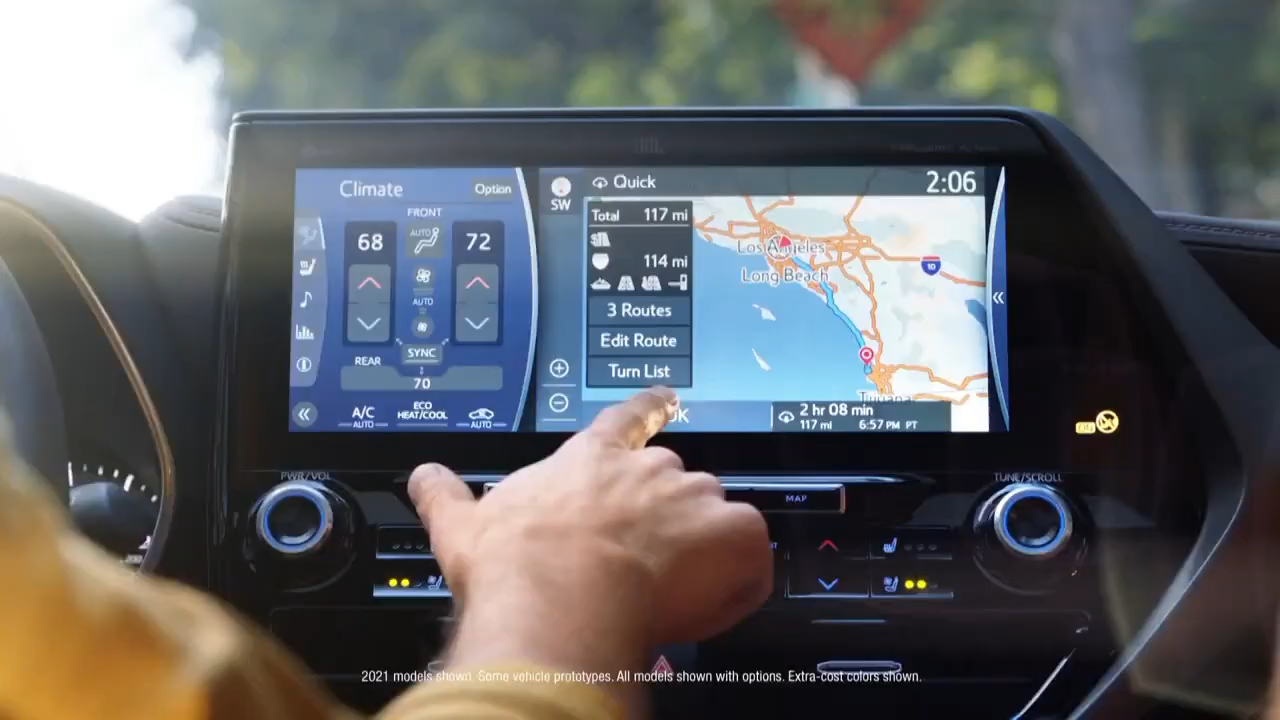 JBL
Climate
Option
FRONT
68
AUTO
72
AUTO
SYNC
REAR
70
A/C
AUTO
ECO
HEAT/COOL
AUTO
SW
Quick
2:06
Total 117 mi
114 mi
3 Routes
Edit Route
Turn List
OK
Los Angeles
Long Beach
10
Tijuana
2 hr 08 min
117 mi 6:57 PM PT
PWR/VOL
MAP
TUNE/SCROLL
2021 models shown. Some vehicle prototypes. All models shown with options. Extra-cost colors shown.